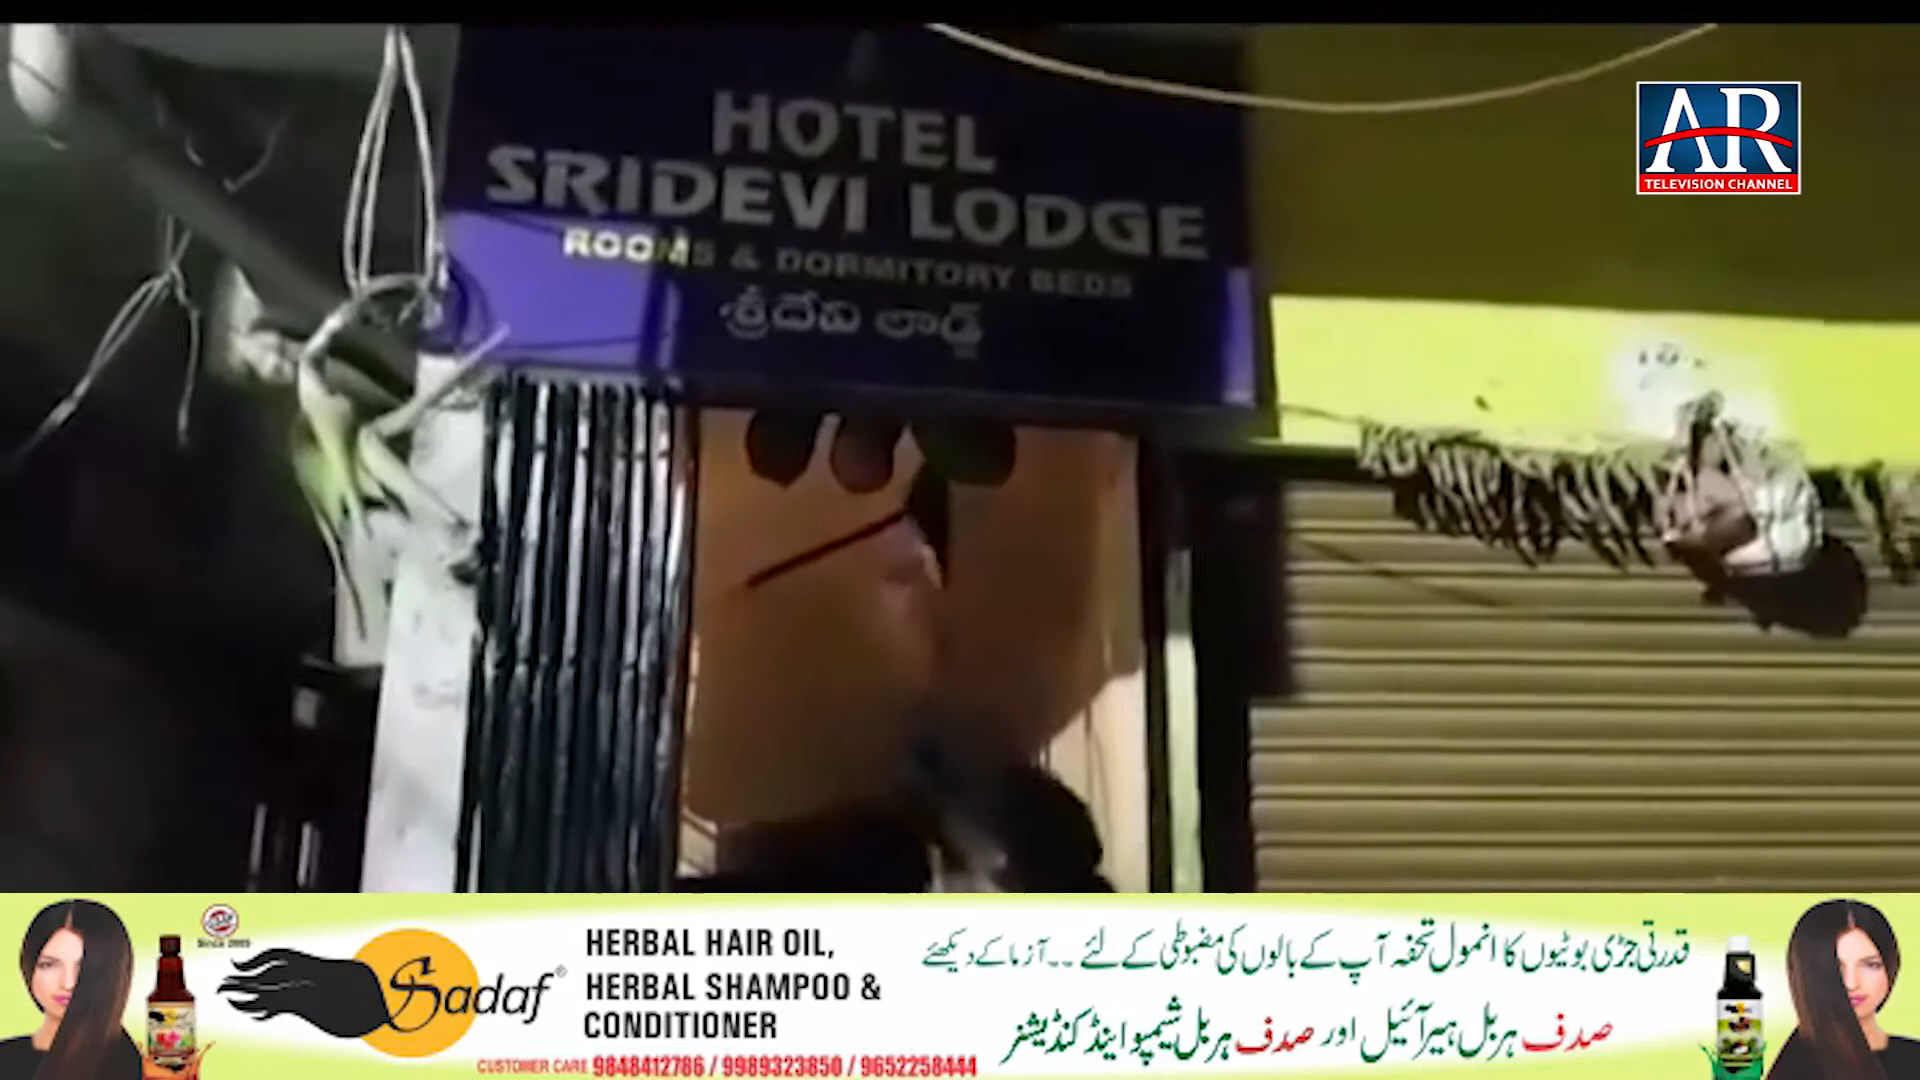 HOTEL
SRIDEVI LODGE
ROOMS & DORMITORY BEDS
శ్రీదేవి లాడ్జ్
AR
TELEVISION CHANNEL
Since 2005
Sadaf®
HERBAL HAIR OIL,
HERBAL SHAMPOO &
CONDITIONER
CUSTOMER CARE 9848412786 / 9989323850 / 9652258444
قدرتی جڑی بوٹیوں کا انمول تحفہ آپ کے بالوں کی مضبوطی کے لئے ...آزما کے دیکھئے
صدف ہربل ہیر آئیل اور صدف ہربل شیمپو اینڈ کنڈیشنر